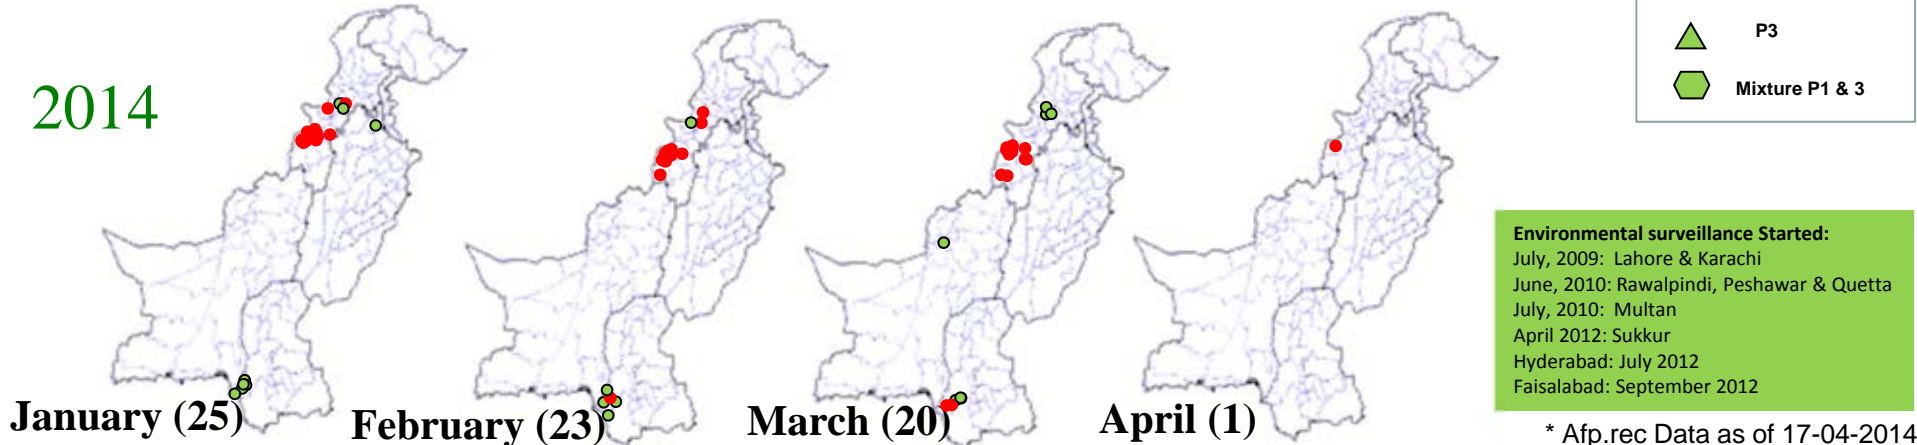 2014
January (25)
February (23)
March (20)
April (1)
P3
Mixture P1 & 3
Environmental surveillance Started:
July, 2009:  Lahore & Karachi
June, 2010: Rawalpindi, Peshawar & Quetta
July, 2010:  Multan
April 2012: Sukkur
Hyderabad: July 2012
Faisalabad: September 2012
* Afp.rec Data as of 17-04-2014